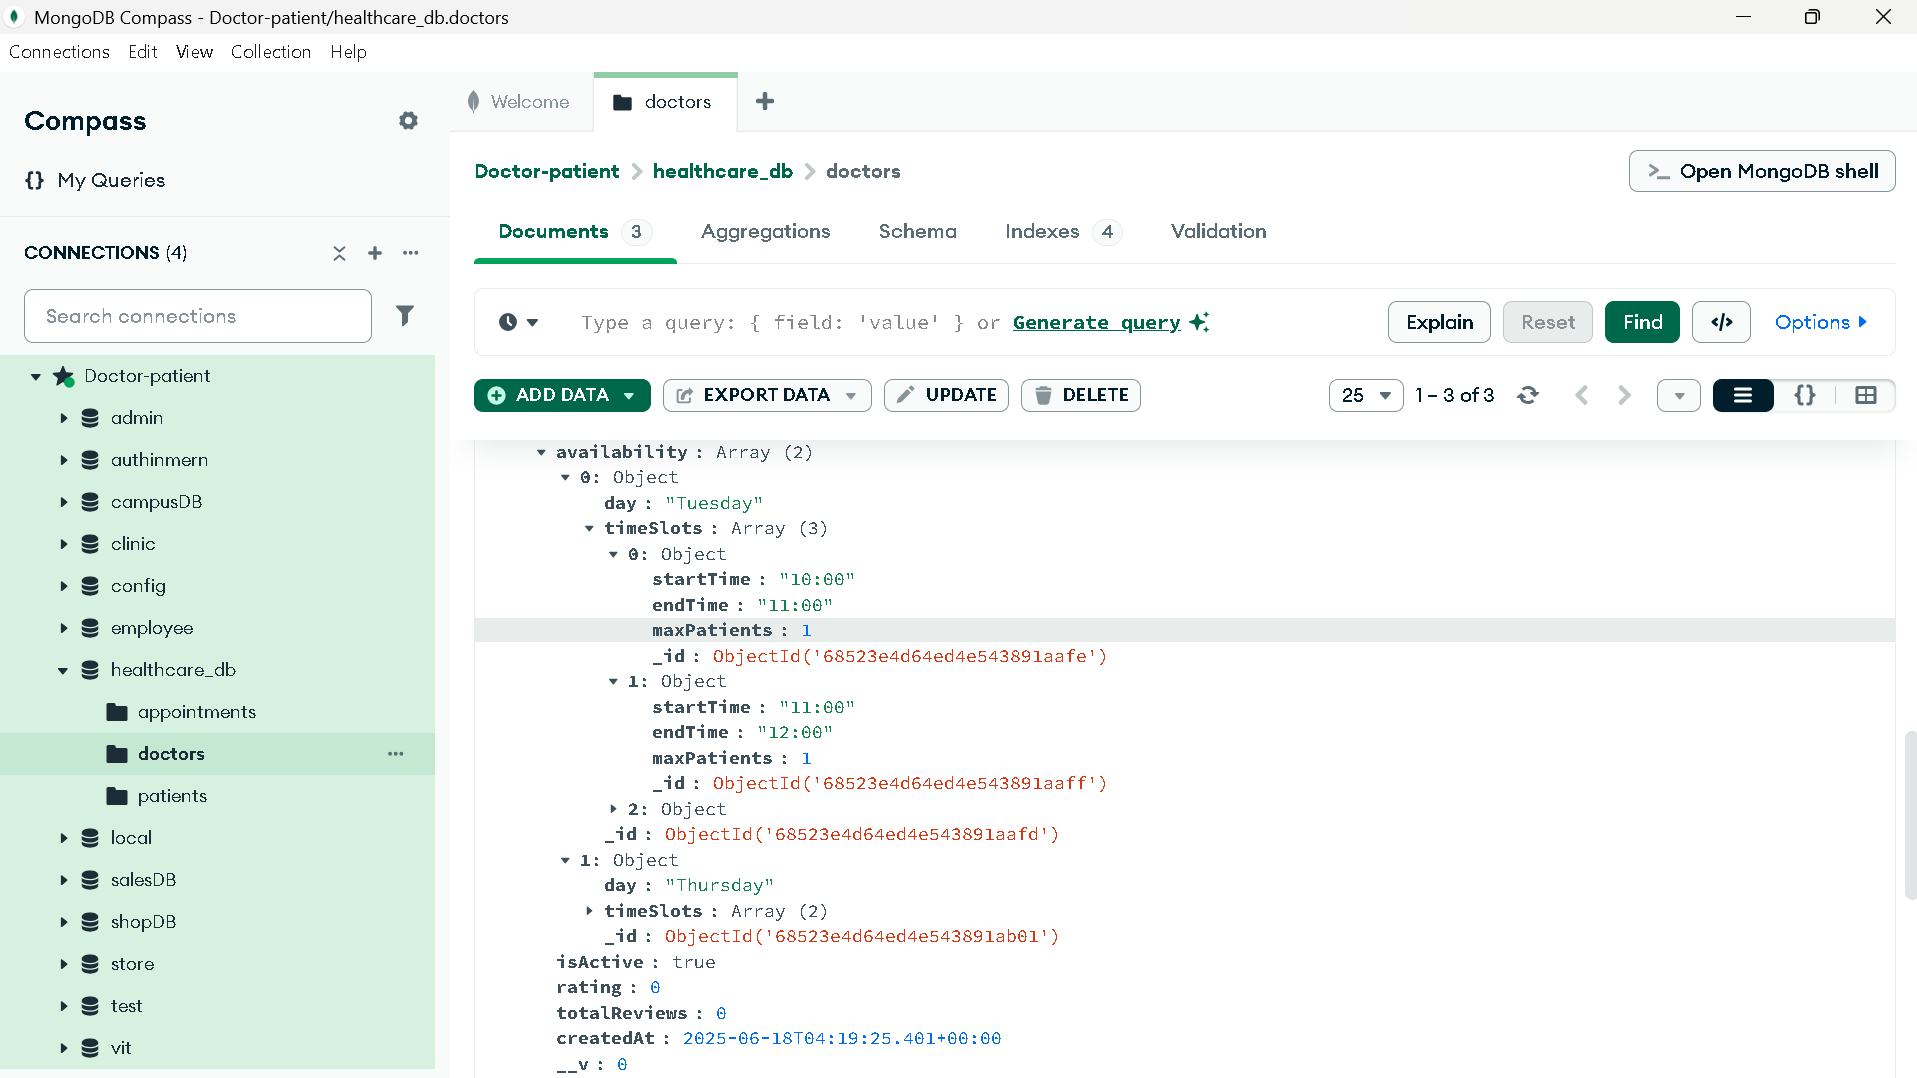 MongoDB Compass - Doctor-patient/healthcare_db.doctors
Connections Edit View Collection Help
Compass
{} My Queries
CONNECTIONS (4)
Search connections
Doctor-patient
admin
authinmern
campusDB
clinic
config
employee
healthcare_db
appointments
doctors
patients
local
salesDB
shopDB
store
test
vit
Welcome
doctors
Doctor-patient > healthcare_db > doctors
>_ Open MongoDB shell
Documents 3 Aggregations Schema Indexes 4 Validation
Type a query: { field: 'value' } or Generate query
Explain Reset Find </> Options
ADD DATA EXPORT DATA UPDATE DELETE
25 1 – 3 of 3 {}
availability : Array (2)
0: Object
day : "Tuesday"
timeSlots : Array (3)
0: Object
startTime : "10:00"
endTime : "11:00"
maxPatients : 1
_id : ObjectId('68523e4d64ed4e543891aafe')
1: Object
startTime : "11:00"
endTime : "12:00"
maxPatients : 1
_id : ObjectId('68523e4d64ed4e543891aaff')
2: Object
_id : ObjectId('68523e4d64ed4e543891aafd')
1: Object
day : "Thursday"
timeSlots : Array (2)
_id : ObjectId('68523e4d64ed4e543891ab01')
isActive : true
rating : 0
totalReviews : 0
createdAt : 2025-06-18T04:19:25.401+00:00
__v : 0